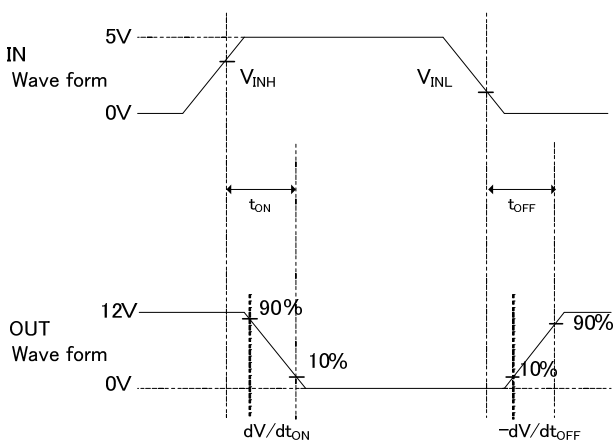 5V
IN
Wave form
V_INH
V_INL
0V
t_ON
t_OFF
12V
90%
90%
OUT
Wave form
10%
10%
0V
dV/dt_ON
-dV/dt_OFF